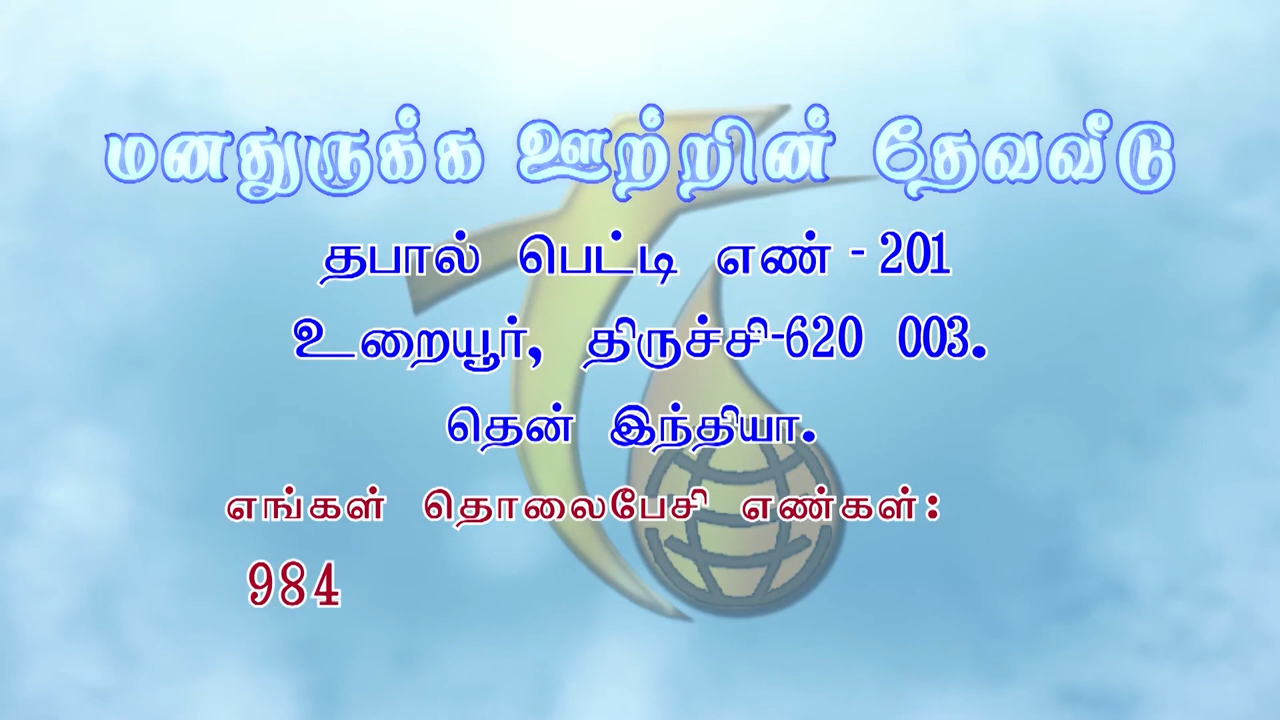 மனதுருக்க ஊற்றின் தேவவீடு
தபால் பெட்டி எண் - 201
உறையூர், திருச்சி-620 003.
தென் இந்தியா.
எங்கள் தொலைபேசி எண்கள்:
984